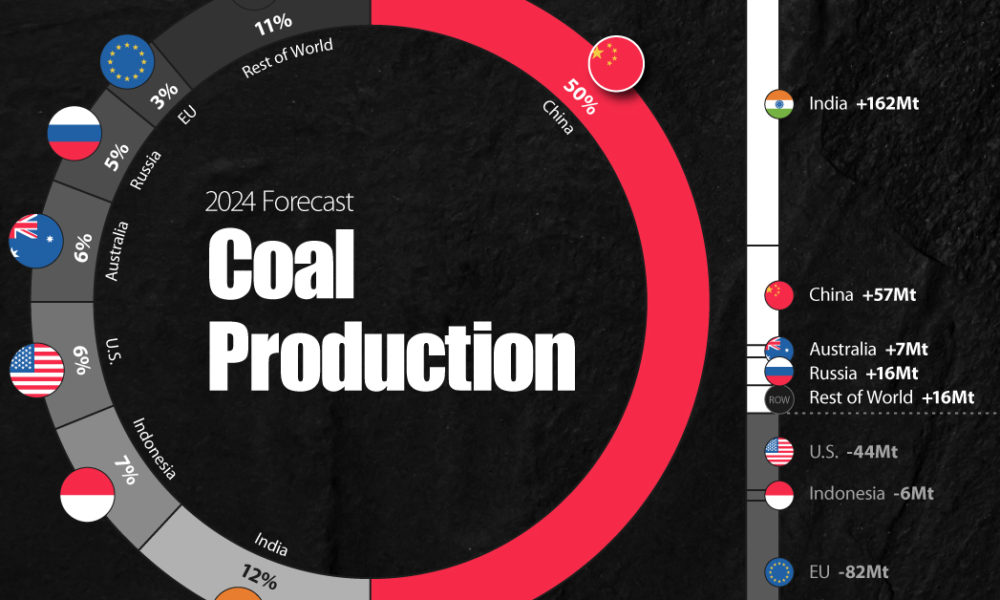 2024 Forecast
Coal
Production
50%
China
12%
India
7%
Indonesia
6%
U.S.
6%
Australia
5%
Russia
3%
EU
11%
Rest of World
India +162Mt
China +57Mt
Australia +7Mt
Russia +16Mt
ROW
Rest of World +16Mt
U.S. -44Mt
Indonesia -6Mt
EU -82Mt